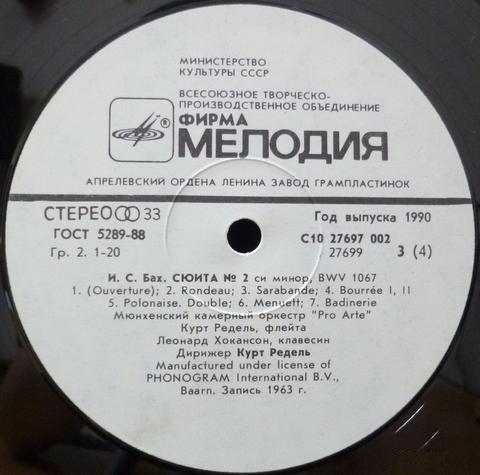 МИНИСТЕРСТВО
КУЛЬТУРЫ СССР
ВСЕСОЮЗНОЕ ТВОРЧЕСКО-
ПРОИЗВОДСТВЕННОЕ ОБЪЕДИНЕНИЕ
® ФИРМА
МЕЛОДИЯ
АПРЕЛЕВСКИЙ ОРДЕНА ЛЕНИНА ЗАВОД ГРАМПЛАСТИНОК
СТЕРЕО 33 Год выпуска 1990
ГОСТ 5289-88 С10 27697 002
Гр. 2. 1-20 27699 3 (4)
И. С. Бах. СЮИТА № 2 си минор, BWV 1067
1. (Ouverture); 2. Rondeau; 3. Sarabande; 4. Bourrée I, II
5. Polonaise. Double; 6. Menuett; 7. Badinerie
Мюнхенский камерный оркестр "Pro Arte"
Курт Редель, флейта
Леонард Хокансон, клавесин
Дирижер Курт Редель
Manufactured under license of
PHONOGRAM International B.V.,
Baarn. Запись 1963 г.